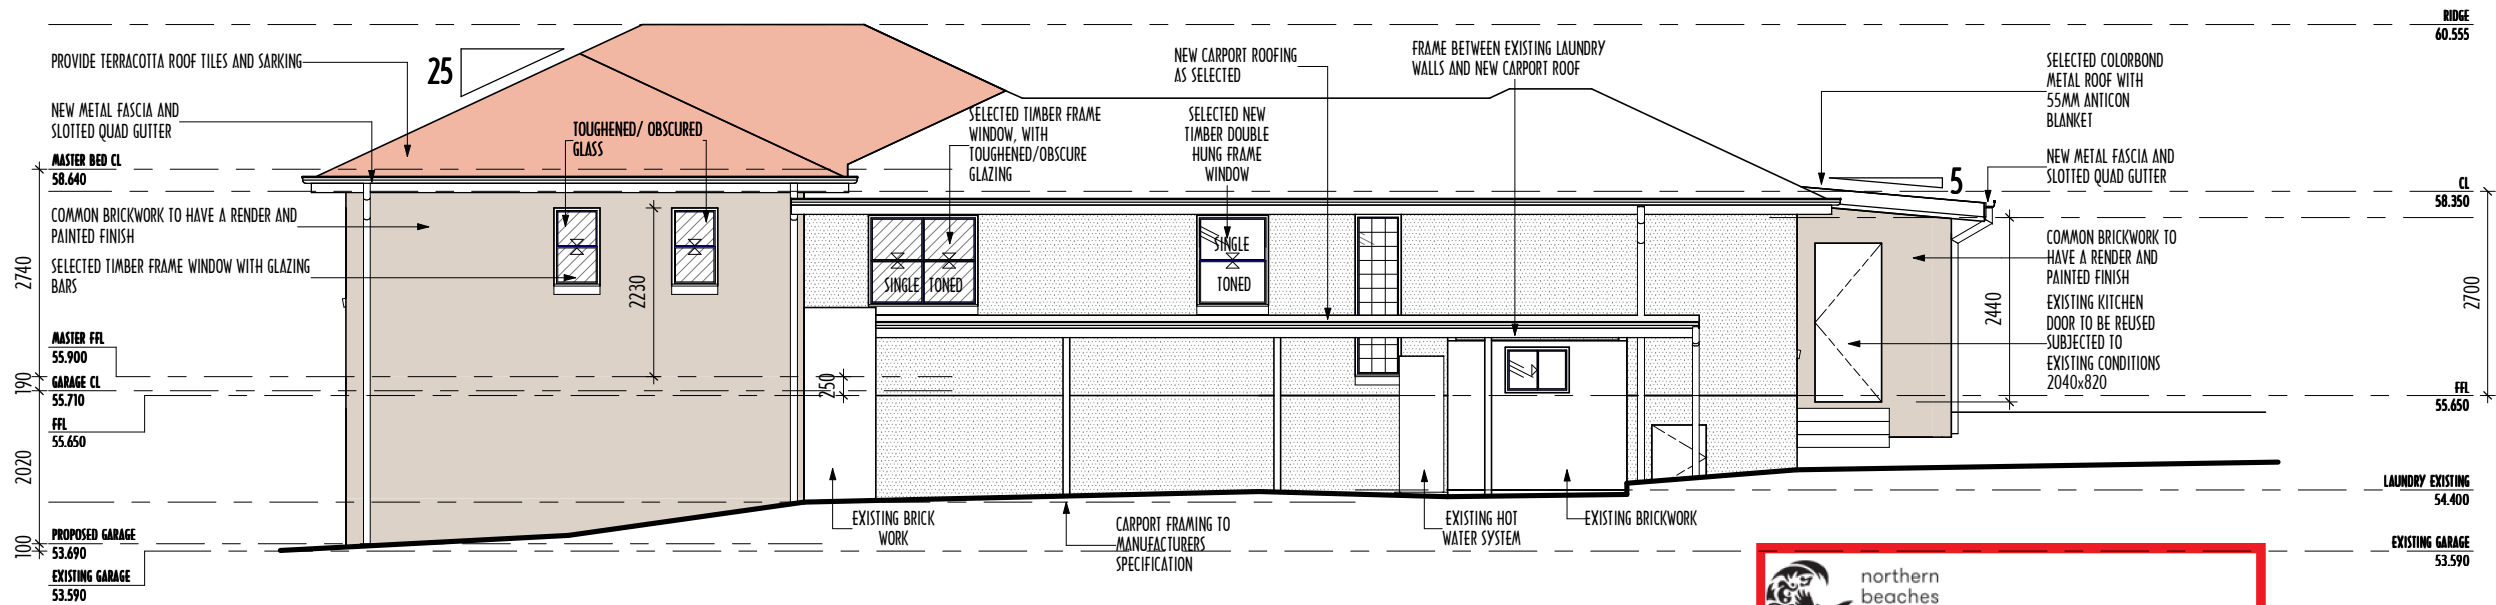 RIDGE
60.555
PROVIDE TERRACOTTA ROOF TILES AND SARKING
25
NEW METAL FASCIA AND
SLOTTED QUAD GUTTER
TOUGHENED/ OBSCURED
GLASS
SELECTED TIMBER FRAME
WINDOW, WITH
TOUGHENED/OBSCURE
GLAZING
NEW CARPORT ROOFING
AS SELECTED
SELECTED NEW
TIMBER DOUBLE
HUNG FRAME
WINDOW
FRAME BETWEEN EXISTING LAUNDRY
WALLS AND NEW CARPORT ROOF
SELECTED COLORBOND
METAL ROOF WITH
55MM ANTICON
BLANKET
NEW METAL FASCIA AND
SLOTTED QUAD GUTTER
5
MASTER BED CL
58.640
CL
58.350
COMMON BRICKWORK TO HAVE A RENDER AND
PAINTED FINISH
SELECTED TIMBER FRAME WINDOW WITH GLAZING
BARS
2740
2230
SINGLE TONED
SINGLE
TONED
COMMON BRICKWORK TO
HAVE A RENDER AND
PAINTED FINISH
EXISTING KITCHEN
DOOR TO BE REUSED
SUBJECTED TO
EXISTING CONDITIONS
2040x820
2440
2700
MASTER FFL
55.900
190
GARAGE CL
55.710
250
FFL
55.650
FFL
55.650
2020
LAUNDRY EXISTING
54.400
EXISTING BRICK
WORK
CARPORT FRAMING TO
MANUFACTURERS
SPECIFICATION
EXISTING HOT
WATER SYSTEM
EXISTING BRICKWORK
PROPOSED GARAGE
53.690
100
EXISTING GARAGE
53.590
EXISTING GARAGE
53.590
northern
beaches